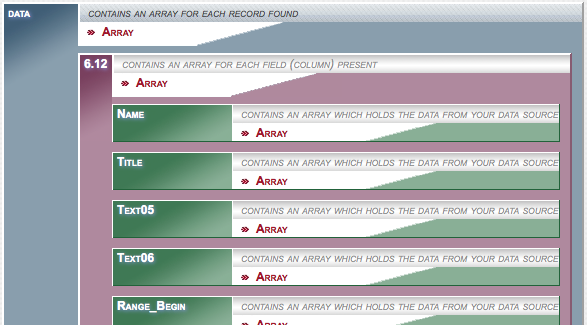 DATA
CONTAINS AN ARRAY FOR EACH RECORD FOUND
» ARRAY
6.12
CONTAINS AN ARRAY FOR EACH FIELD (COLUMN) PRESENT
» ARRAY
NAME
CONTAINS AN ARRAY WHICH HOLDS THE DATA FROM YOUR DATA SOURCE
» ARRAY
TITLE
CONTAINS AN ARRAY WHICH HOLDS THE DATA FROM YOUR DATA SOURCE
» ARRAY
TEXT05
CONTAINS AN ARRAY WHICH HOLDS THE DATA FROM YOUR DATA SOURCE
» ARRAY
TEXT06
CONTAINS AN ARRAY WHICH HOLDS THE DATA FROM YOUR DATA SOURCE
» ARRAY
RANGE_BEGIN
CONTAINS AN ARRAY WHICH HOLDS THE DATA FROM YOUR DATA SOURCE
» ARRAY